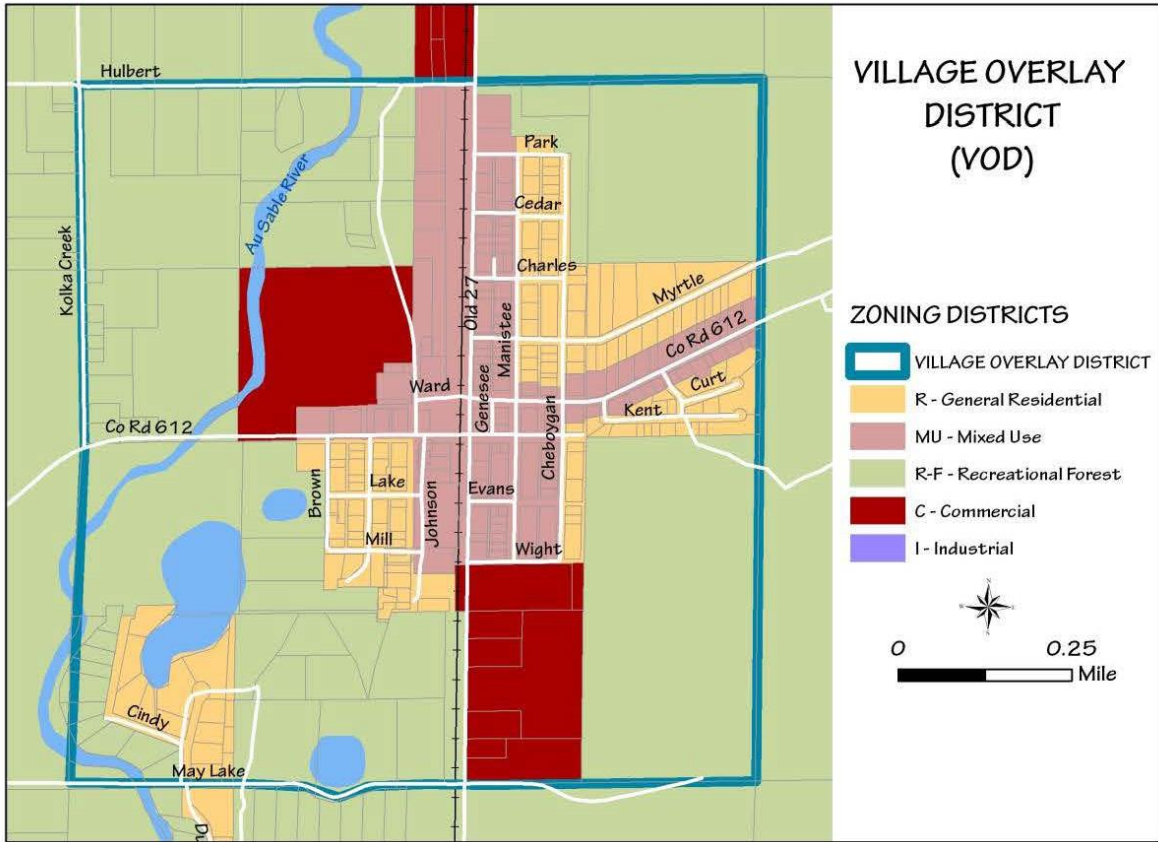 VILLAGE OVERLAY
DISTRICT
(VOD)
Hulbert
Park
Au Sable River
Cedar
Kolka Creek
Charles
Myrtle
Old 27
Manistee
Co Rd 612
Ward
Genesee
Curt
Kent
Co Rd 612
Cheboygan
Brown
Lake
Johnson
Evans
Mill
Wight
Cindy
May Lake
ZONING DISTRICTS
VILLAGE OVERLAY DISTRICT
R - General Residential
MU - Mixed Use
R-F - Recreational Forest
C - Commercial
I - Industrial
N
W
E
S
0
0.25
Mile